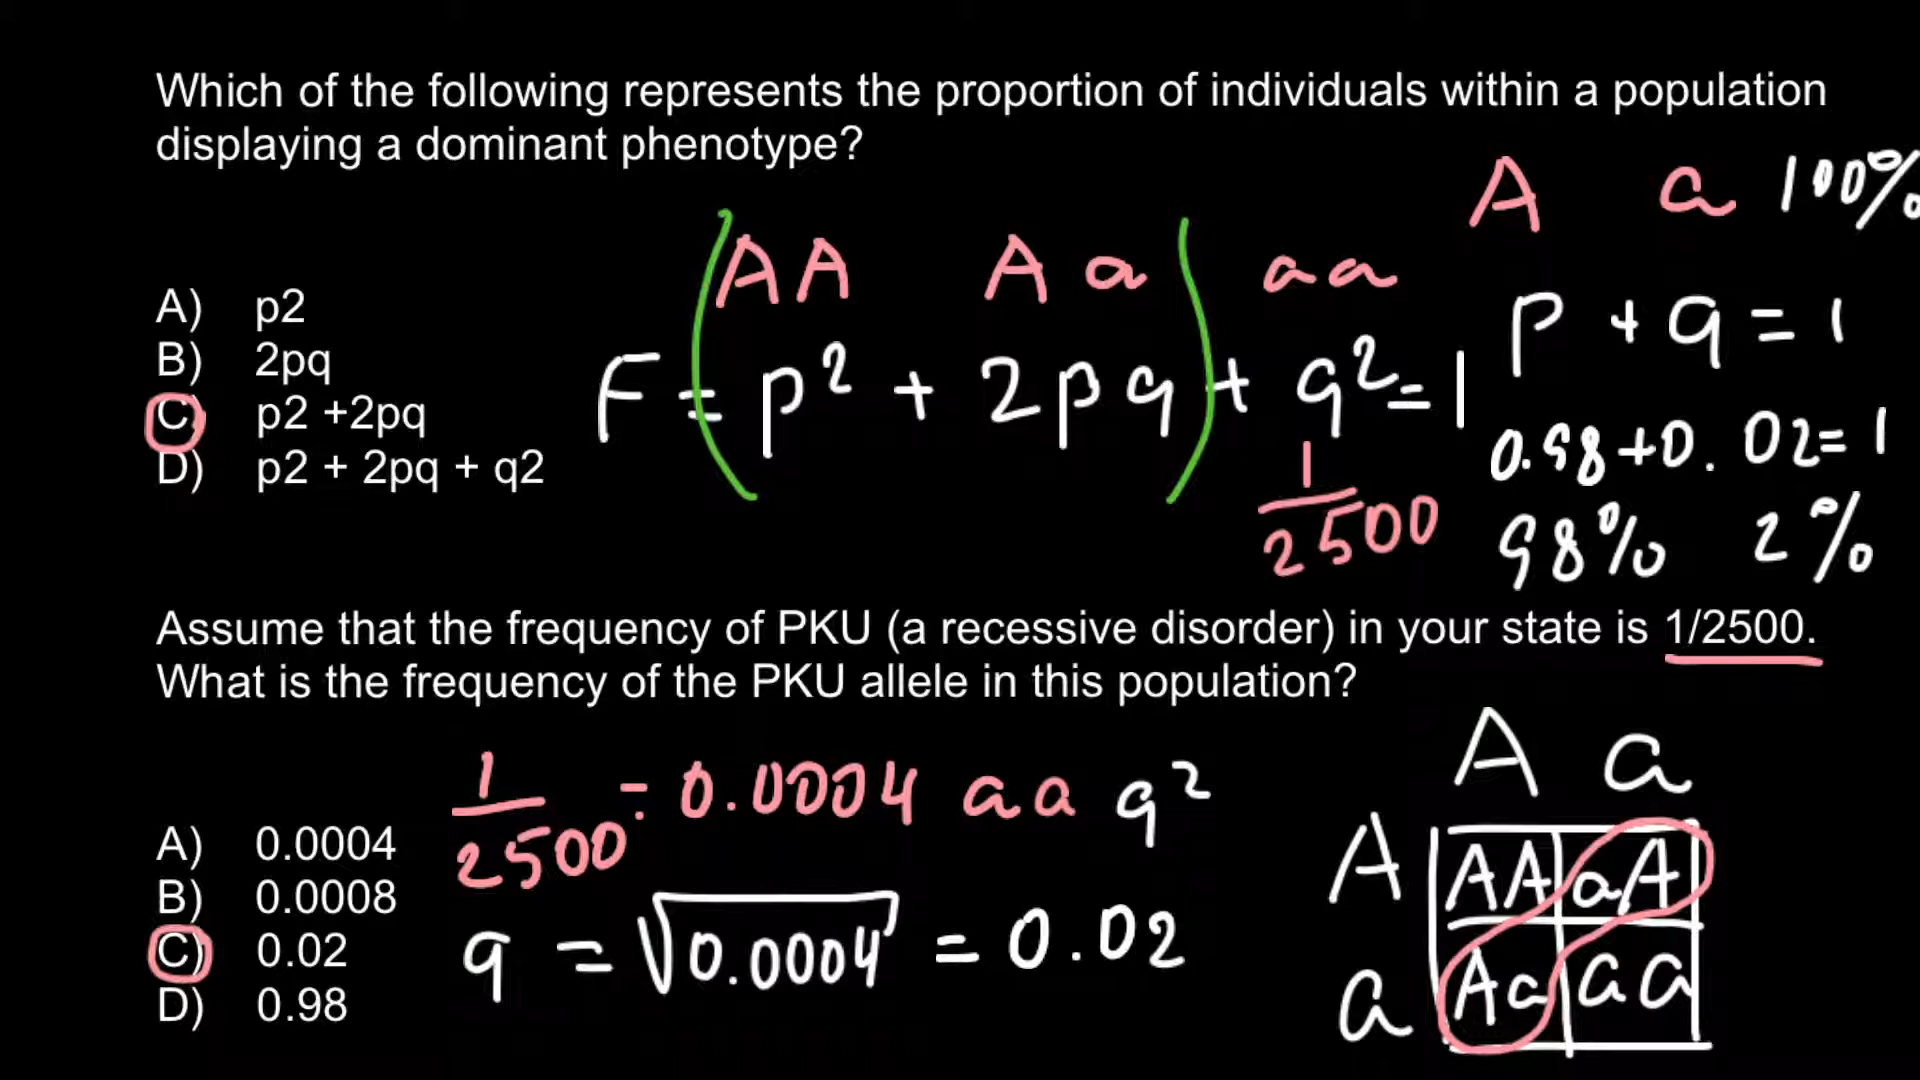 Which of the following represents the proportion of individuals within a population
displaying a dominant phenotype?
A a 100%
AA Aa aa
A) p2
B) 2pq
C) p2 +2pq
D) p2 + 2pq + q2
F = (p² + 2pq) + q² = 1
p + q = 1
0.98+0.02=1
1/2500
98% 2%
Assume that the frequency of PKU (a recessive disorder) in your state is 1/2500.
What is the frequency of the PKU allele in this population?
A) 0.0004
B) 0.0008
C) 0.02
D) 0.98
1/2500 = 0.0004 aa q²
q = √0.0004 = 0.02
A a
A AA aA
a Aa aa